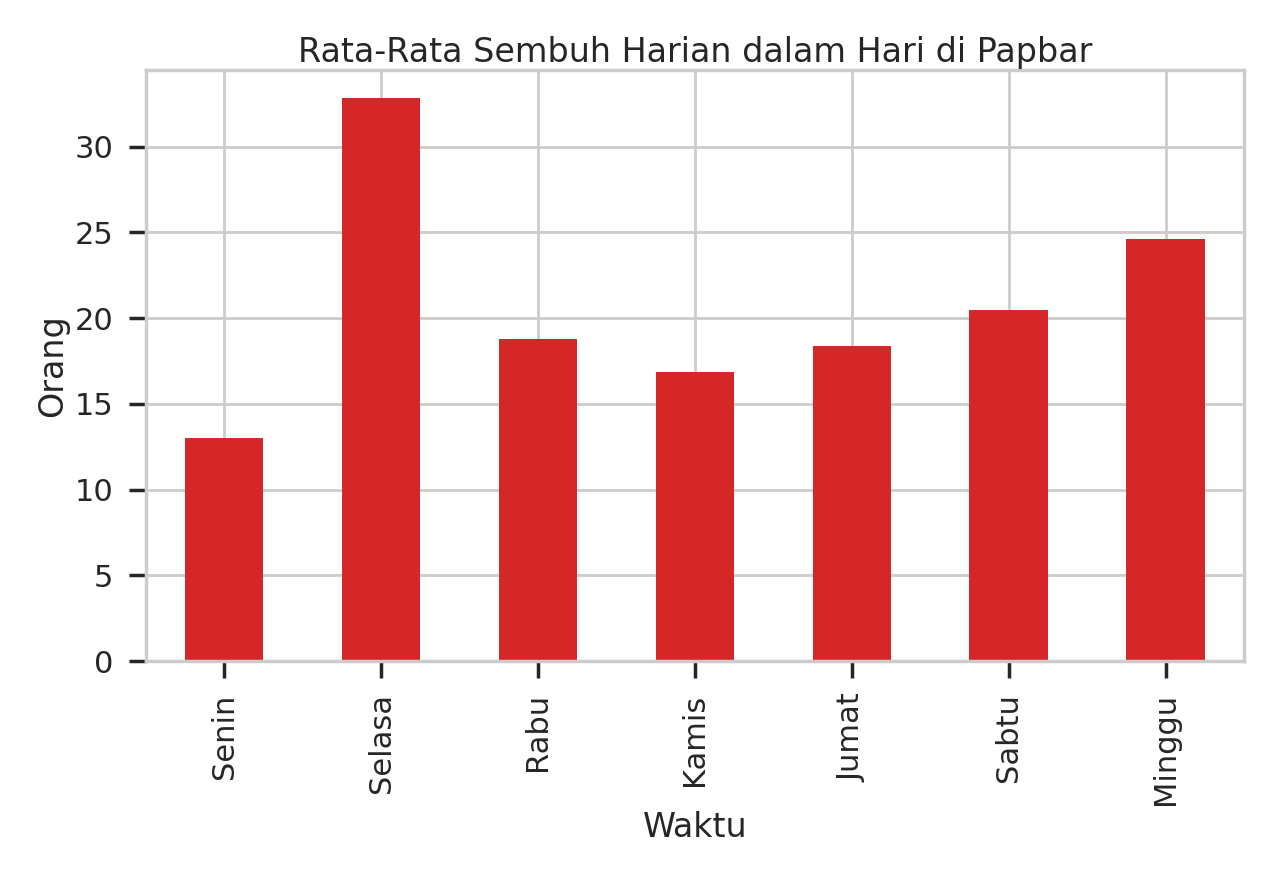 Rata-Rata Sembuh Harian dalam Hari di Papbar
Orang
30
25
20
15
10
5
0
Senin
Selasa
Rabu
Kamis
Jumat
Sabtu
Minggu
Waktu